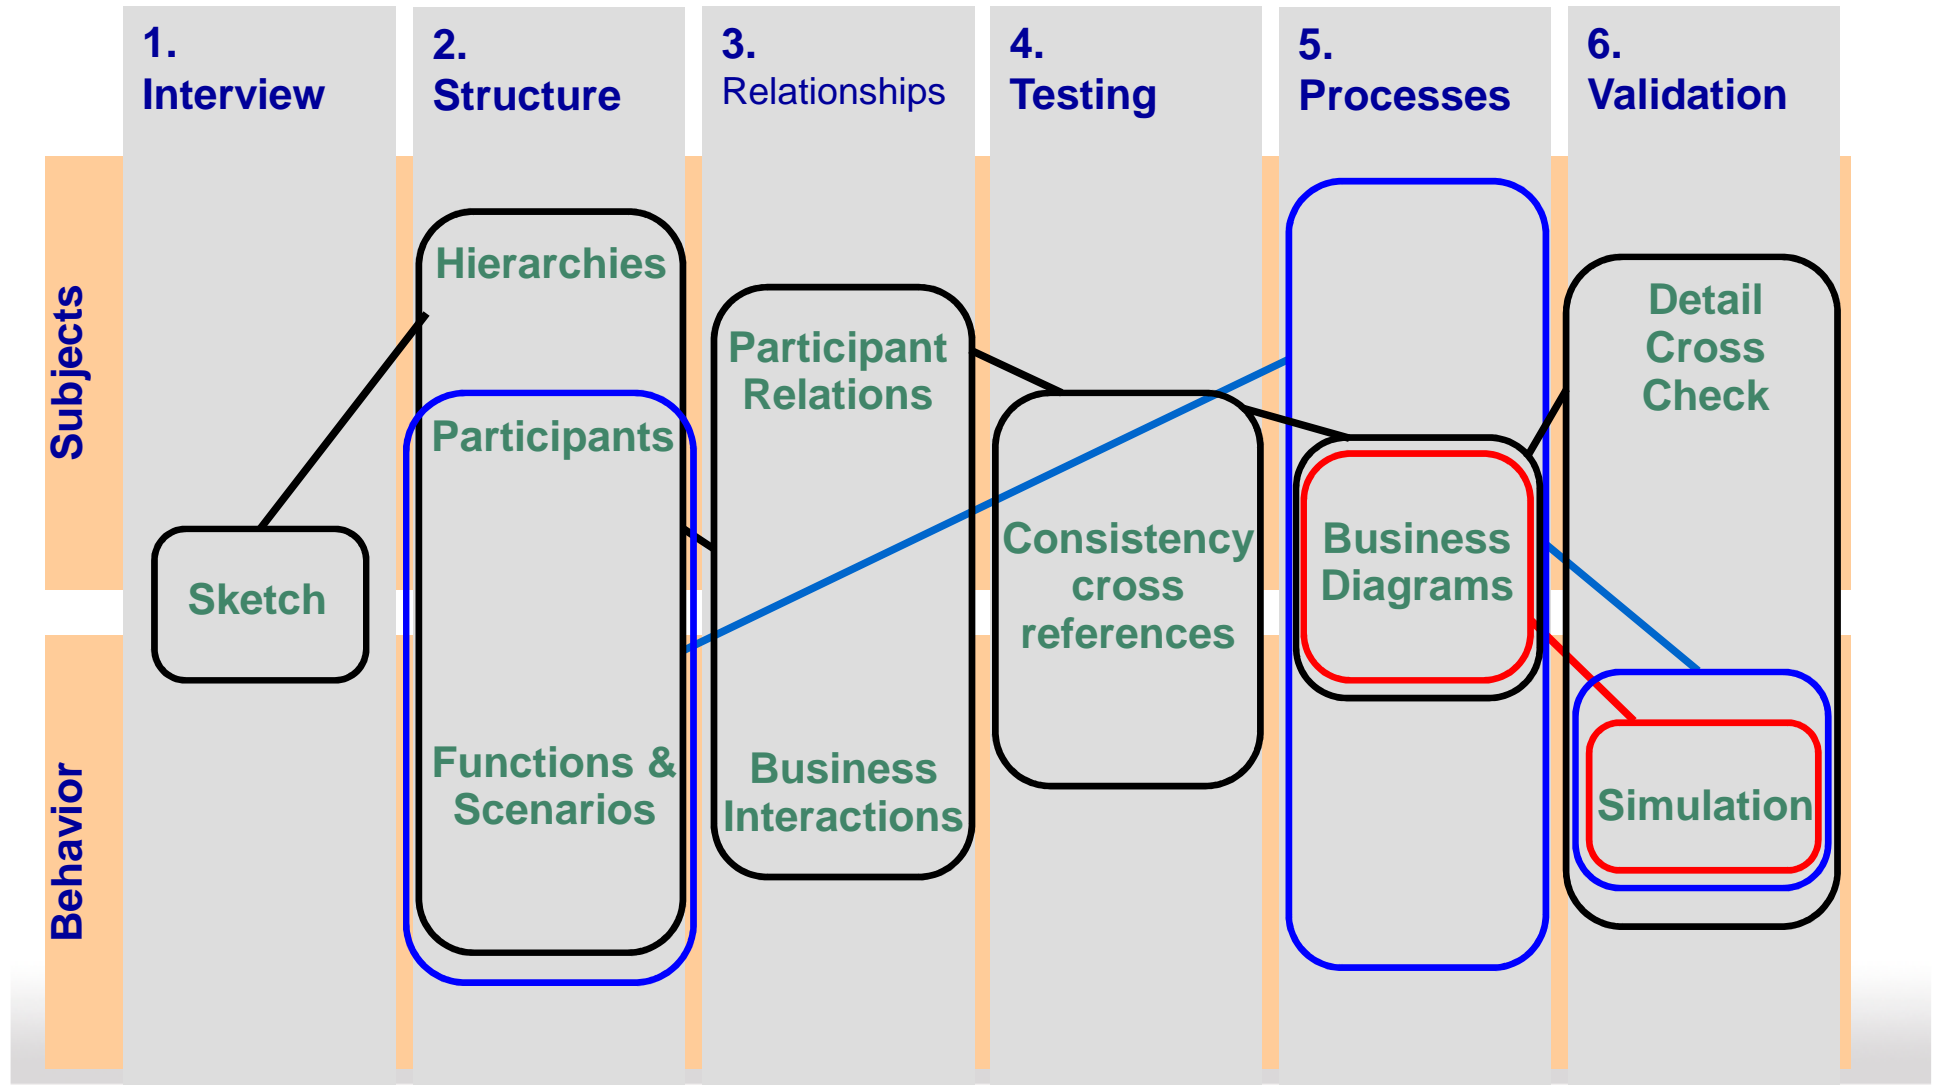 1.
Interview
2.
Structure
3.
Relationships
4.
Testing
5.
Processes
6.
Validation
Subjects
Behavior
Sketch
Hierarchies
Participants
Functions &
Scenarios
Participant
Relations
Business
Interactions
Consistency
cross
references
Business
Diagrams
Detail
Cross
Check
Simulation